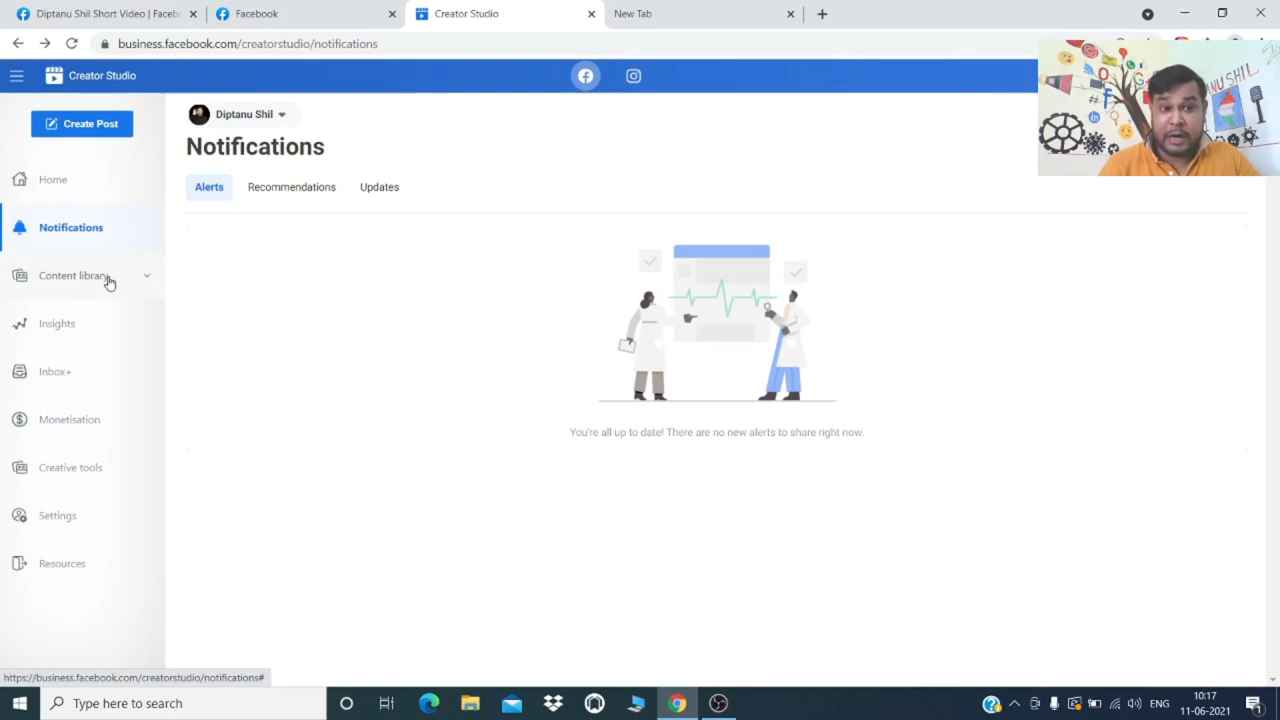 Diptanu Shil Short Video | Faceb
Facebook
Creator Studio
New Tab
business.facebook.com/creatorstudio/notifications
Creator Studio
Create Post
Diptanu Shil
Notifications
Alerts
Recommendations
Updates
Home
Notifications
Content library
Insights
Inbox+
Monetisation
Creative tools
Settings
Resources
You're all up to date! There are no new alerts to share right now.
https://business.facebook.com/creatorstudio/notifications#
Type here to search
ENG
10:17
11-06-2021